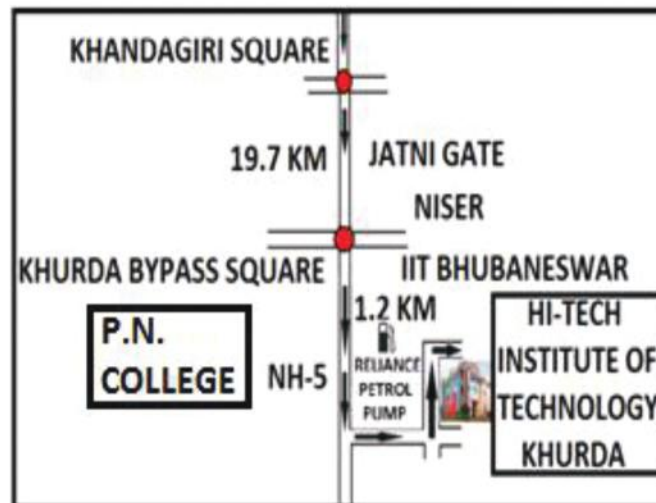 KHANDAGIRI SQUARE
19.7 KM
JATNI GATE
NISER
KHURDA BYPASS SQUARE
IIT BHUBANESWAR
1.2 KM
P.N.
COLLEGE
NH-5
RELIANCE
PETROL
PUMP
HI-TECH
INSTITUTE OF
TECHNOLOGY
KHURDA